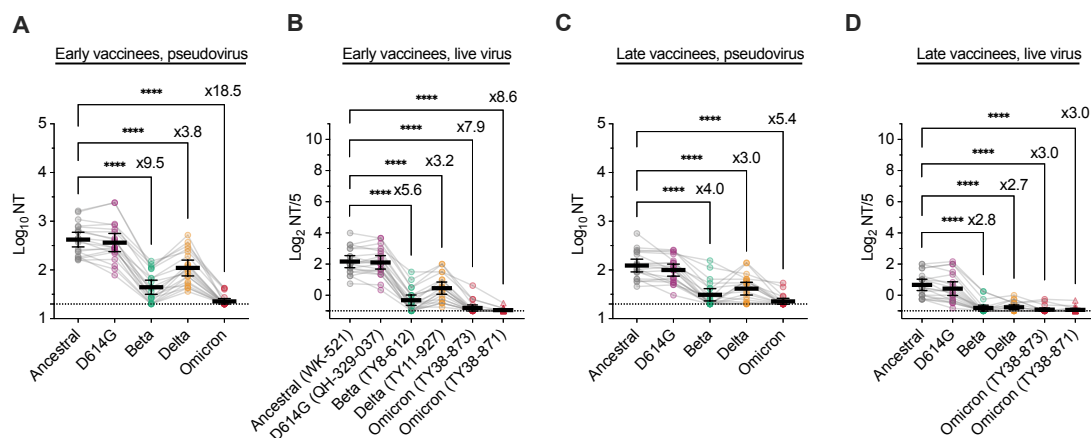 A
Early vaccinees, pseudovirus
****
x18.5
****
x3.8
****
x9.5
Log10 NT
5
4
3
2
1
Ancestral
D614G
Beta
Delta
Omicron
B
Early vaccinees, live virus
****
x8.6
****
x7.9
****
x3.2
****
x5.6
Log2 NT/5
10
8
6
4
2
0
Ancestral (WK-521)
D614G (QH-329-037)
Beta (TY8-612)
Delta (TY11-927)
Omicron (TY38-873)
Omicron (TY38-871)
C
Late vaccinees, pseudovirus
****
x5.4
****
x3.0
****
x4.0
Log10 NT
5
4
3
2
1
Ancestral
D614G
Beta
Delta
Omicron
D
Late vaccinees, live virus
****
x3.0
****
x3.0
****
x2.7
****
x2.8
Log2 NT/5
10
8
6
4
2
0
Ancestral
D614G
Beta
Delta
Omicron (TY38-873)
Omicron (TY38-871)